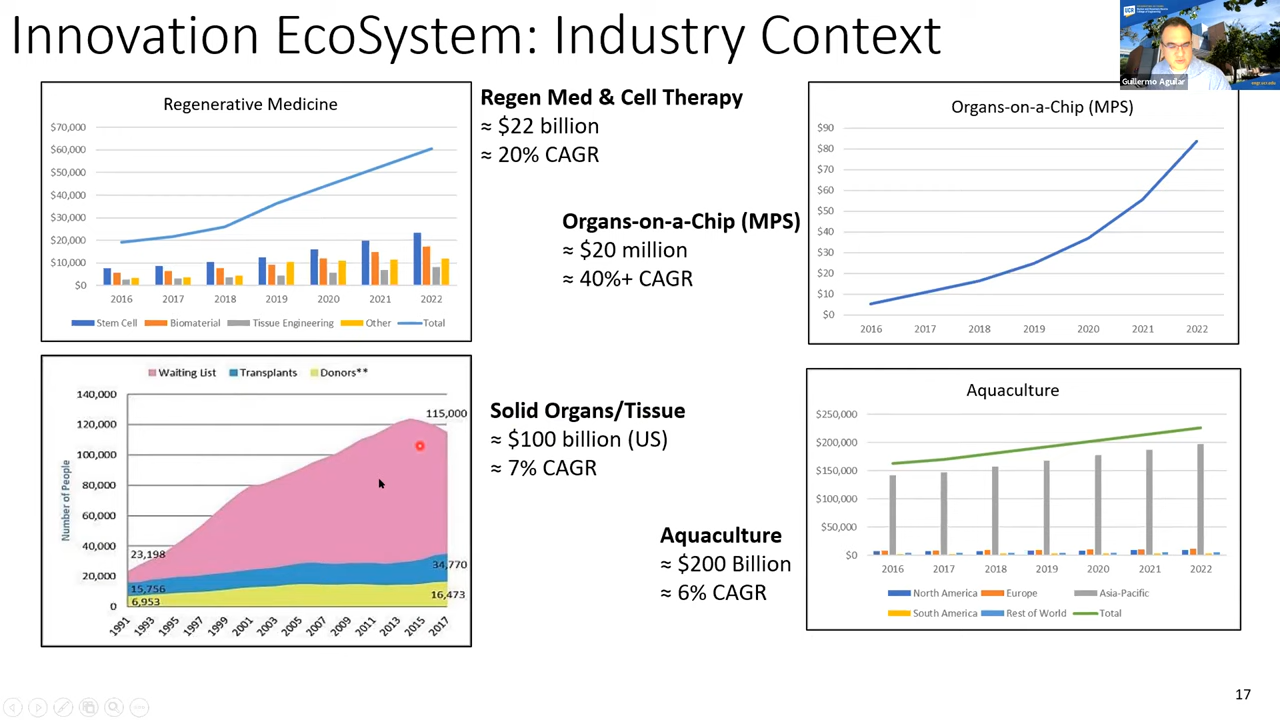 Innovation EcoSystem: Industry Context
Guillermo Aguilar
UCR
Regenerative Medicine
$70,000
$60,000
$50,000
$40,000
$30,000
$20,000
$10,000
$0
2016 2017 2018 2019 2020 2021 2022
Stem Cell Biomaterial Tissue Engineering Other Total
Regen Med & Cell Therapy
≈ $22 billion
≈ 20% CAGR
Organs-on-a-Chip (MPS)
≈ $20 million
≈ 40%+ CAGR
Organs-on-a-Chip (MPS)
$90
$80
$70
$60
$50
$40
$30
$20
$10
$0
2016 2017 2018 2019 2020 2021 2022
Waiting List Transplants Donors**
Number of People
140,000
120,000
100,000
80,000
60,000
40,000
20,000
0
115,000
23,198
34,770
15,756
16,473
6,953
1991 1993 1995 1997 1999 2001 2003 2005 2007 2009 2011 2013 2015 2017
Solid Organs/Tissue
≈ $100 billion (US)
≈ 7% CAGR
Aquaculture
≈ $200 Billion
≈ 6% CAGR
Aquaculture
$250,000
$200,000
$150,000
$100,000
$50,000
$0
2016 2017 2018 2019 2020 2021 2022
North America Europe Asia-Pacific
South America Rest of World Total
17